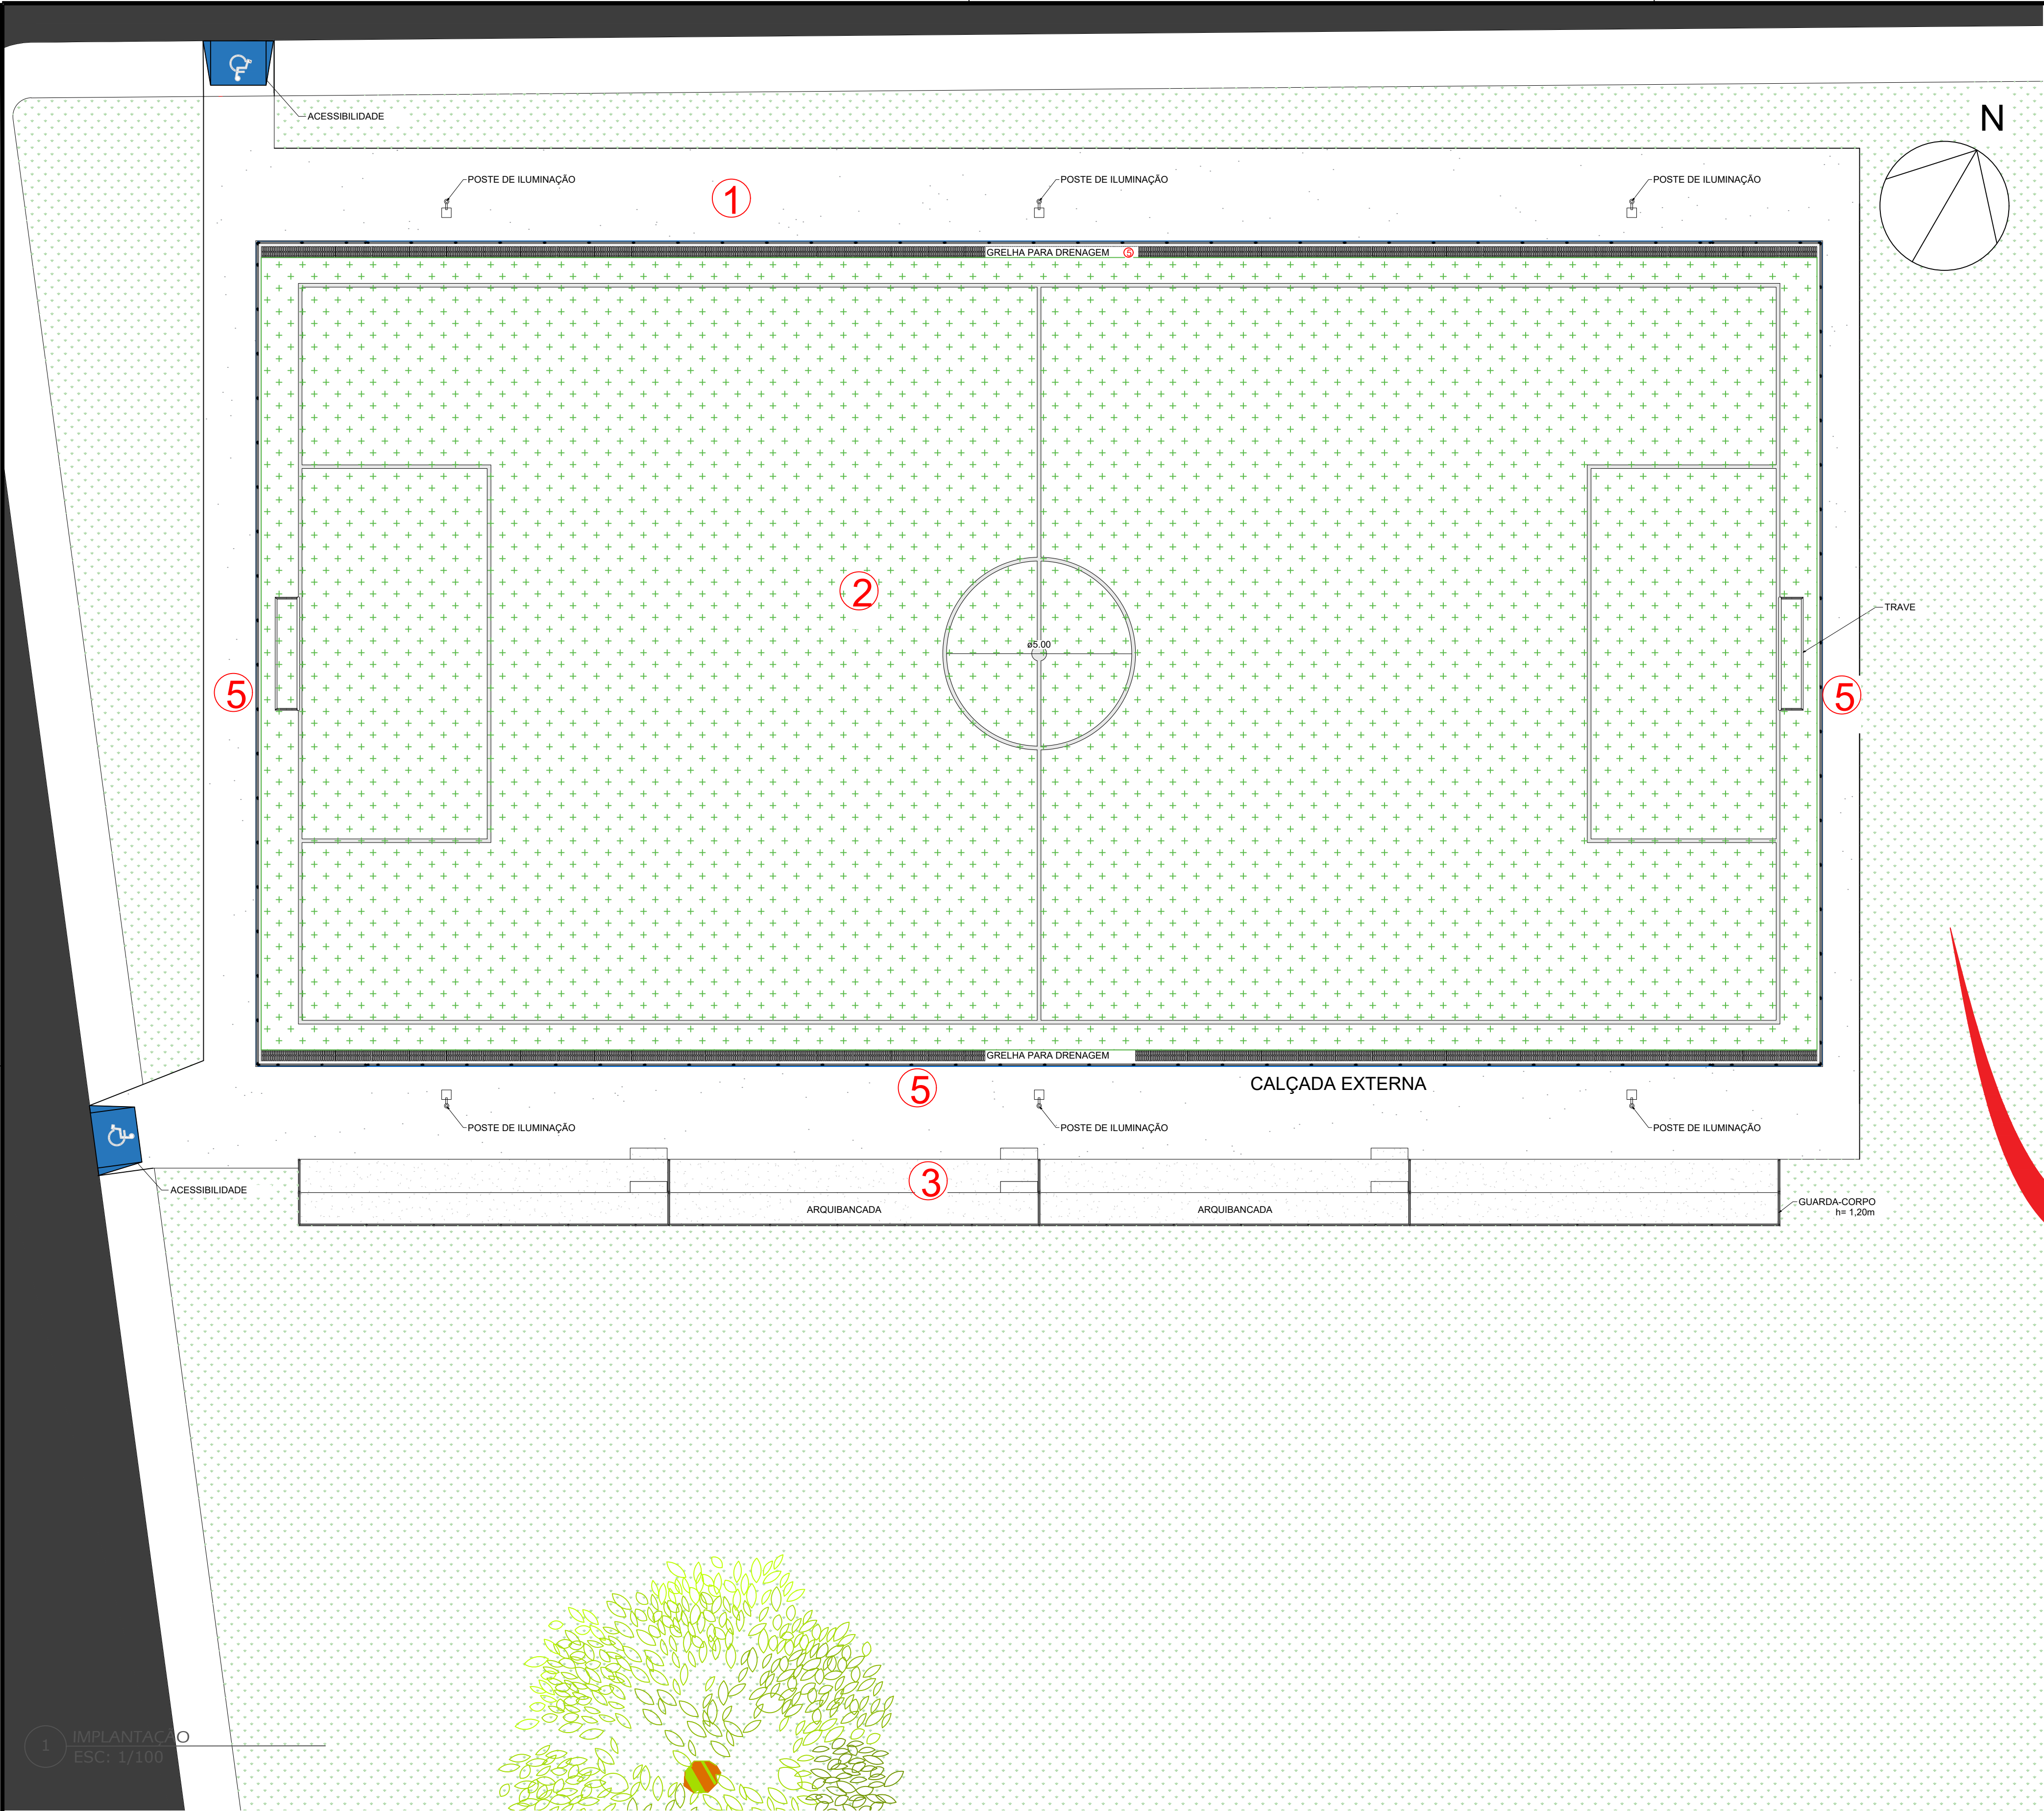 N
ACESSIBILIDADE
POSTE DE ILUMINAÇÃO
POSTE DE ILUMINAÇÃO
POSTE DE ILUMINAÇÃO
1
GRELHA PARA DRENAGEM 5
2
TRAVE
ø5.00
5
5
GRELHA PARA DRENAGEM
5
CALÇADA EXTERNA
POSTE DE ILUMINAÇÃO
POSTE DE ILUMINAÇÃO
POSTE DE ILUMINAÇÃO
3
ACESSIBILIDADE
ARQUIBANCADA
ARQUIBANCADA
GUARDA-CORPO
h= 1,20m
1 IMPLANTAÇÃO
ESC: 1/100